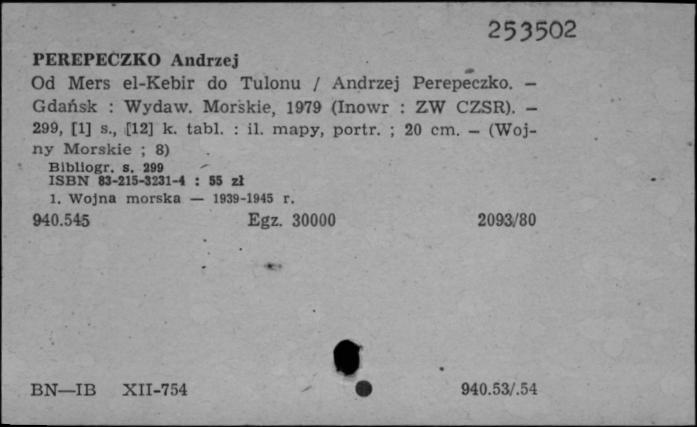 253502
PEREPECZKO Andrzej
Od Mers el-Kebir do Tulonu / Andrzej Perepeczko. —
Gdańsk : Wydaw. Morskie, 1979 (Inowr : ZW CZSR). —
299, [1] s., [12] k. tabl. : il. mapy, portr. ; 20 cm. — (Woj-
ny Morskie ; 8)
Bibliogr. s. 299
ISBN 83-215-3231-4 : 55 zł
1. Wojna morska — 1939-1945 r.
940.545 Egz. 30000 2093/80
BN—IB XII-754 940.53/.54